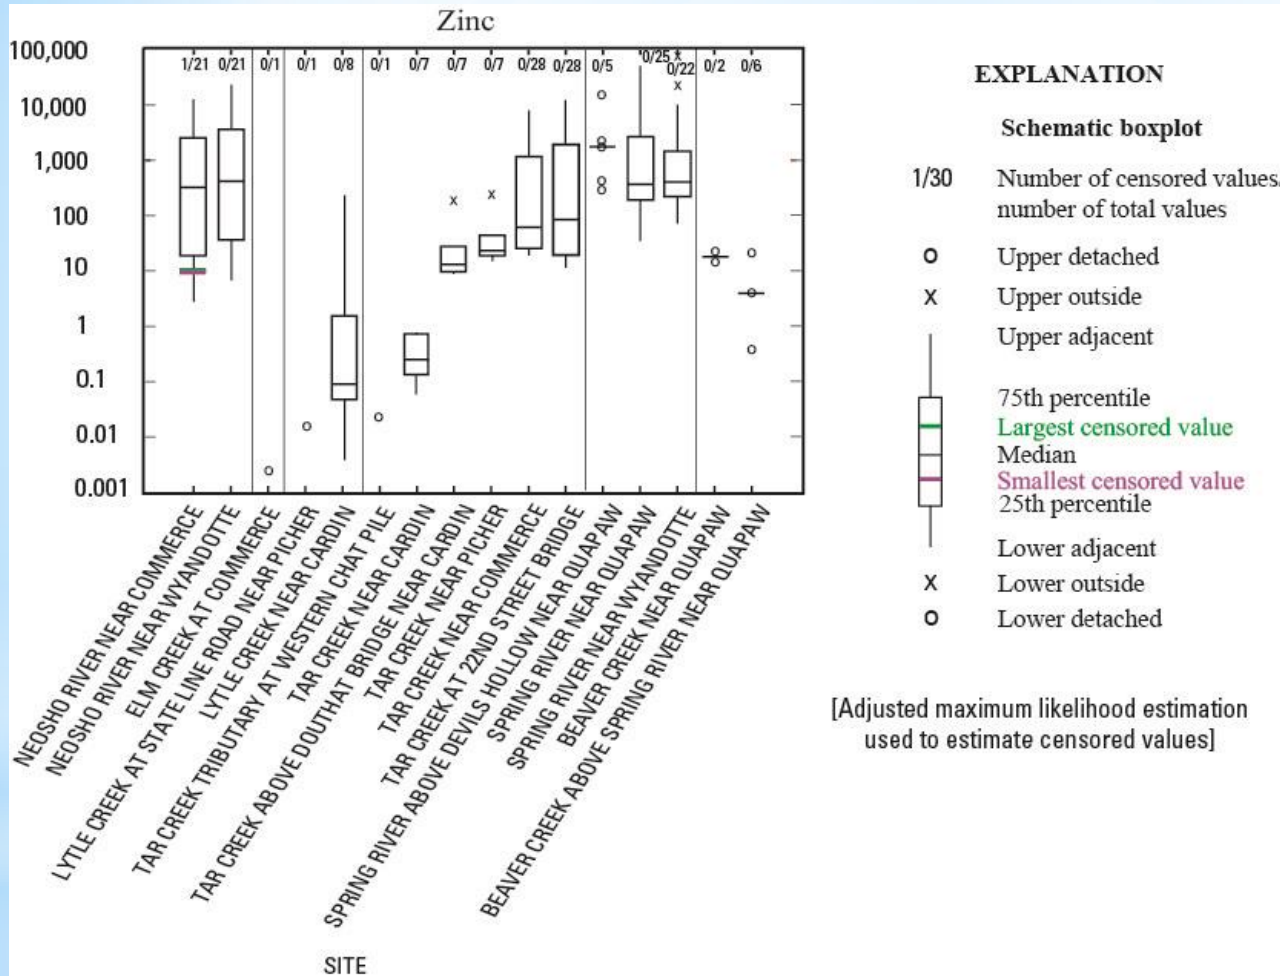 Zinc
100,000
10,000
1,000
100
10
1
0.1
0.01
0.001
1/21
0/21
0/1
0/1
0/8
0/1
0/7
0/7
0/7
0/28
0/28
0/5
0/25
0/22
0/2
0/6
NEOSHO RIVER NEAR COMMERCE
NEOSHO RIVER NEAR WYANDOTTE
ELM CREEK AT COMMERCE
LYTLE CREEK AT STATE LINE ROAD NEAR PICHER
LYTLE CREEK NEAR CARDIN
TAR CREEK TRIBUTARY AT WESTERN CHAT PILE
TAR CREEK NEAR CARDIN
TAR CREEK ABOVE DOUTHAT BRIDGE NEAR CARDIN
TAR CREEK NEAR PICHER
TAR CREEK NEAR COMMERCE
TAR CREEK AT 22ND STREET BRIDGE
SPRING RIVER ABOVE DEVILS HOLLOW NEAR QUAPAW
SPRING RIVER NEAR QUAPAW
SPRING RIVER NEAR WYANDOTTE
BEAVER CREEK NEAR QUAPAW
BEAVER CREEK ABOVE SPRING RIVER NEAR QUAPAW
SITE
EXPLANATION
Schematic boxplot
1/30 Number of censored values/
number of total values
o Upper detached
x Upper outside
Upper adjacent
75th percentile
Largest censored value
Median
Smallest censored value
25th percentile
Lower adjacent
x Lower outside
o Lower detached
[Adjusted maximum likelihood estimation
used to estimate censored values]